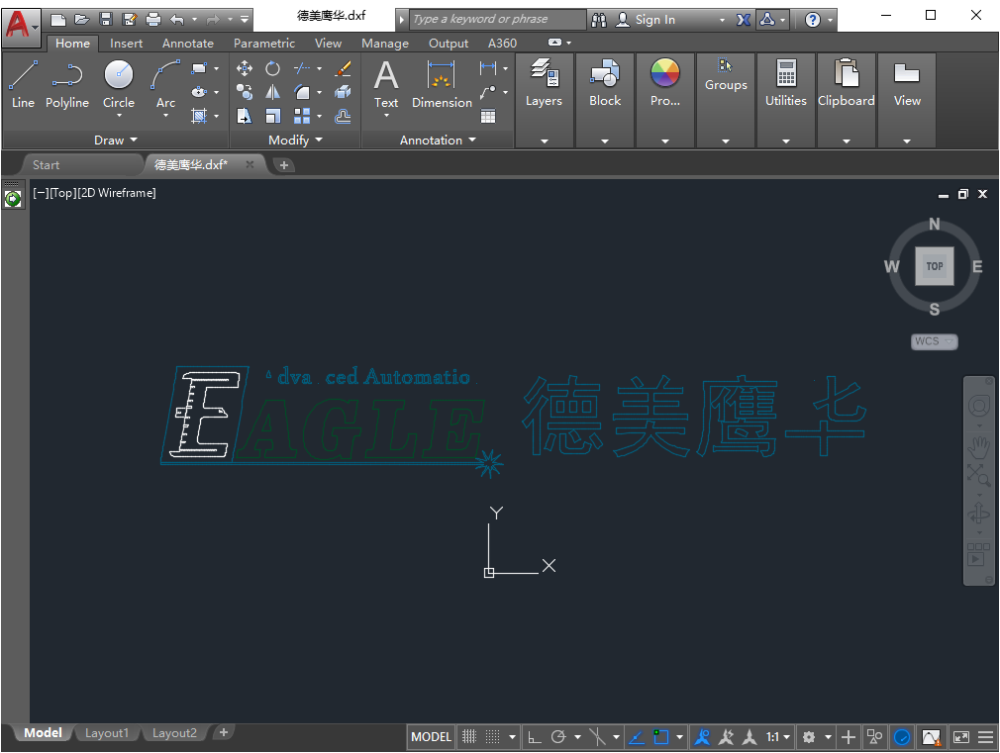 德美鹰华.dxf
Type a keyword or phrase
Sign In
Home Insert Annotate Parametric View Manage Output A360
Line Polyline Circle Arc
Text Dimension
Layers Block Pro... Groups Utilities Clipboard View
Draw Modify Annotation
Start 德美鹰华.dxf*
[−][Top][2D Wireframe]
N
W TOP E
S
WCS
dva ced Automatio
EAGLE
德美鹰华
Y
X
Model Layout1 Layout2
MODEL 1:1